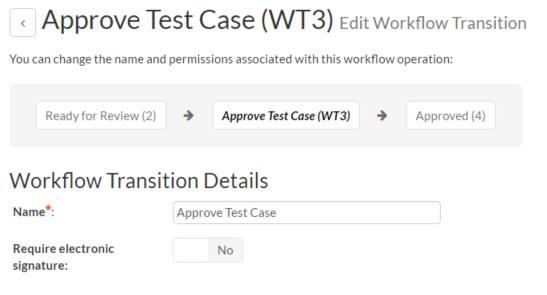 Approve Test Case (WT3) Edit Workflow Transition
You can change the name and permissions associated with this workflow operation:
Ready for Review (2) → Approve Test Case (WT3) → Approved (4)
Workflow Transition Details
Name*: Approve Test Case
Require electronic
signature: No